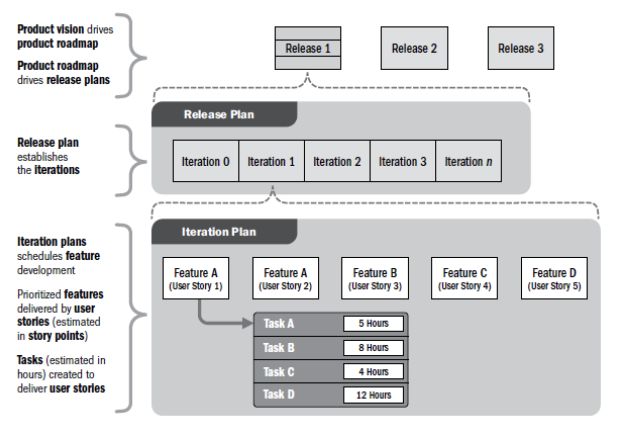 Product vision drives
product roadmap
Product roadmap
drives release plans
Release 1
Release 2
Release 3
Release Plan
Release plan
establishes
the iterations
Iteration 0
Iteration 1
Iteration 2
Iteration 3
Iteration n
Iteration Plan
Iteration plans
schedules feature
development
Prioritized features
delivered by user
stories (estimated
in story points)
Tasks (estimated in
hours) created to
deliver user stories
Feature A
(User Story 1)
Feature A
(User Story 2)
Feature B
(User Story 3)
Feature C
(User Story 4)
Feature D
(User Story 5)
Task A
5 Hours
Task B
8 Hours
Task C
4 Hours
Task D
12 Hours